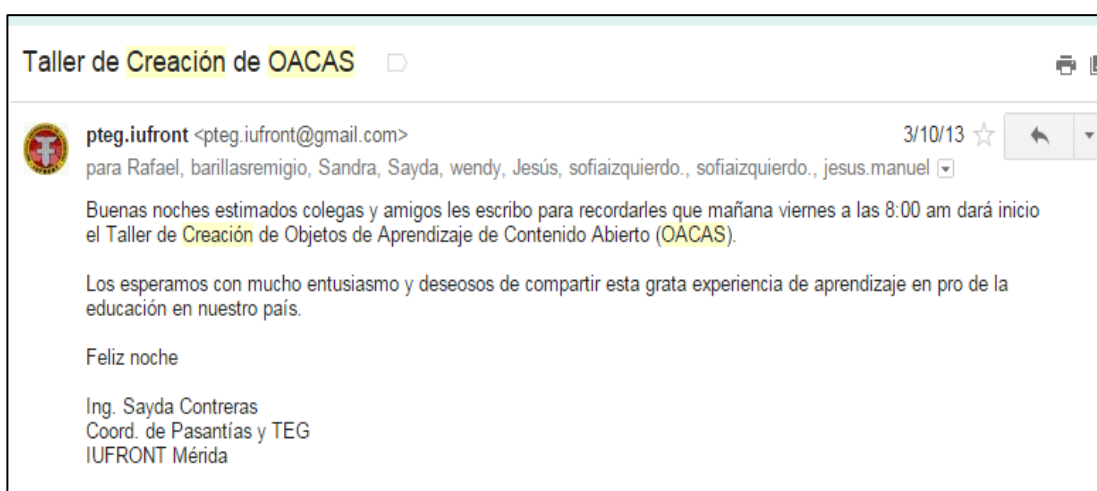 Taller de Creación de OACAS
pteg.iufront <pteg.iufront@gmail.com> 3/10/13
para Rafael, barillasremigio, Sandra, Sayda, wendy, Jesús, sofiaizquierdo., sofiaizquierdo., jesus.manuel
Buenas noches estimados colegas y amigos les escribo para recordarles que mañana viernes a las 8:00 am dará inicio
el Taller de Creación de Objetos de Aprendizaje de Contenido Abierto (OACAS).
Los esperamos con mucho entusiasmo y deseosos de compartir esta grata experiencia de aprendizaje en pro de la
educación en nuestro país.
Feliz noche
Ing. Sayda Contreras
Coord. de Pasantías y TEG
IUFRONT Mérida